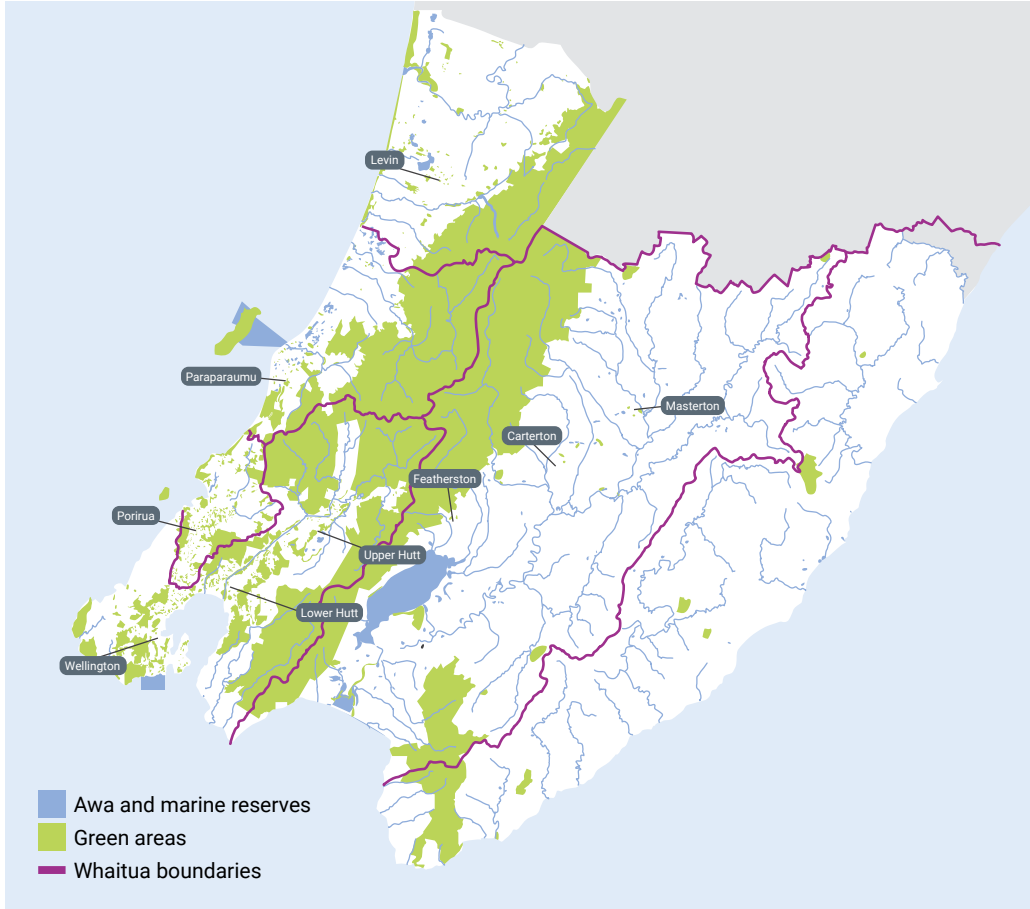 Levin
Paraparaumu
Masterton
Carterton
Featherston
Porirua
Upper Hutt
Lower Hutt
Wellington
Awa and marine reserves
Green areas
Whaitua boundaries